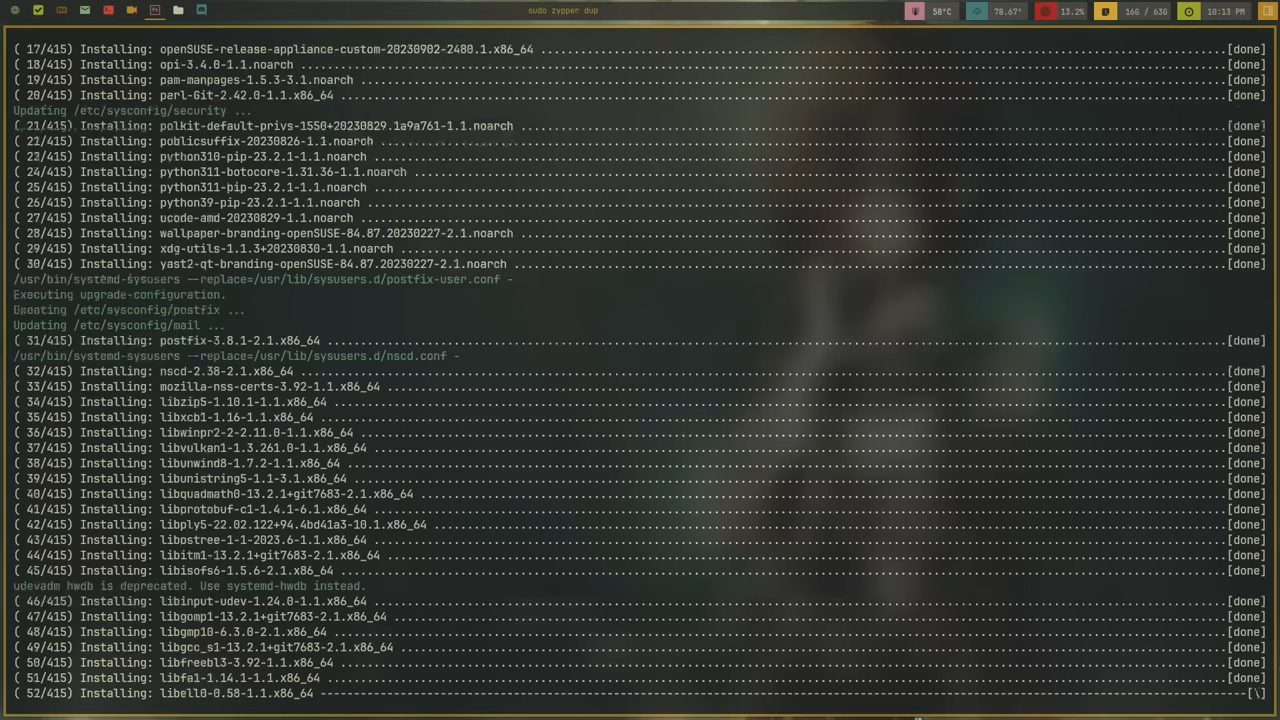 sudo zypper dup
58°C
78.67°
13.2%
16G / 63G
10:13 PM
( 17/415) Installing: openSUSE-release-appliance-custom-20230902-2480.1.x86_64 ...[done]
( 18/415) Installing: opi-3.4.0-1.1.noarch ...[done]
( 19/415) Installing: pam-manpages-1.5.3-3.1.noarch ...[done]
( 20/415) Installing: perl-Git-2.42.0-1.1.x86_64 ...[done]
Updating /etc/sysconfig/security ...
( 21/415) Installing: polkit-default-privs-1550+20230829.1a9a761-1.1.noarch ...[done]
( 22/415) Installing: publicsuffix-20230826-1.1.noarch ...[done]
( 23/415) Installing: python310-pip-23.2.1-1.1.noarch ...[done]
( 24/415) Installing: python311-botocore-1.31.36-1.1.noarch ...[done]
( 25/415) Installing: python311-pip-23.2.1-1.1.noarch ...[done]
( 26/415) Installing: python39-pip-23.2.1-1.1.noarch ...[done]
( 27/415) Installing: ucode-amd-20230829-1.1.noarch ...[done]
( 28/415) Installing: wallpaper-branding-openSUSE-84.87.20230227-2.1.noarch ...[done]
( 29/415) Installing: xdg-utils-1.1.3+20230830-1.1.noarch ...[done]
( 30/415) Installing: yast2-qt-branding-openSUSE-84.87.20230227-2.1.noarch ...[done]
/usr/bin/systemd-sysusers --replace=/usr/lib/sysusers.d/postfix-user.conf -
Executing upgrade-configuration.
Updating /etc/sysconfig/postfix ...
Updating /etc/sysconfig/mail ...
( 31/415) Installing: postfix-3.8.1-2.1.x86_64 ...[done]
/usr/bin/systemd-sysusers --replace=/usr/lib/sysusers.d/nscd.conf -
( 32/415) Installing: nscd-2.38-2.1.x86_64 ...[done]
( 33/415) Installing: mozilla-nss-certs-3.92-1.1.x86_64 ...[done]
( 34/415) Installing: libzip5-1.10.1-1.1.x86_64 ...[done]
( 35/415) Installing: libxcb1-1.16-1.1.x86_64 ...[done]
( 36/415) Installing: libwinpr2-2-2.11.0-1.1.x86_64 ...[done]
( 37/415) Installing: libvulkan1-1.3.261.0-1.1.x86_64 ...[done]
( 38/415) Installing: libunwind8-1.7.2-1.1.x86_64 ...[done]
( 39/415) Installing: libunistring5-1.1-3.1.x86_64 ...[done]
( 40/415) Installing: libquadmath0-13.2.1+git7683-2.1.x86_64 ...[done]
( 41/415) Installing: libprotobuf-c1-1.4.1-6.1.x86_64 ...[done]
( 42/415) Installing: libply5-22.02.122+94.4bd41a3-10.1.x86_64 ...[done]
( 43/415) Installing: libpstree-1-1-2023.6-1.1.x86_64 ...[done]
( 44/415) Installing: libitm1-13.2.1+git7683-2.1.x86_64 ...[done]
( 45/415) Installing: libisofs6-1.5.6-2.1.x86_64 ...[done]
udevadm hwdb is deprecated. Use systemd-hwdb instead.
( 46/415) Installing: libinput-udev-1.24.0-1.1.x86_64 ...[done]
( 47/415) Installing: libgomp1-13.2.1+git7683-2.1.x86_64 ...[done]
( 48/415) Installing: libgmp10-6.3.0-2.1.x86_64 ...[done]
( 49/415) Installing: libgcc_s1-13.2.1+git7683-2.1.x86_64 ...[done]
( 50/415) Installing: libfreebl3-3.92-1.1.x86_64 ...[done]
( 51/415) Installing: libfa1-1.14.1-1.1.x86_64 ...[done]
( 52/415) Installing: libell0-0.58-1.1.x86_64 ---[\]